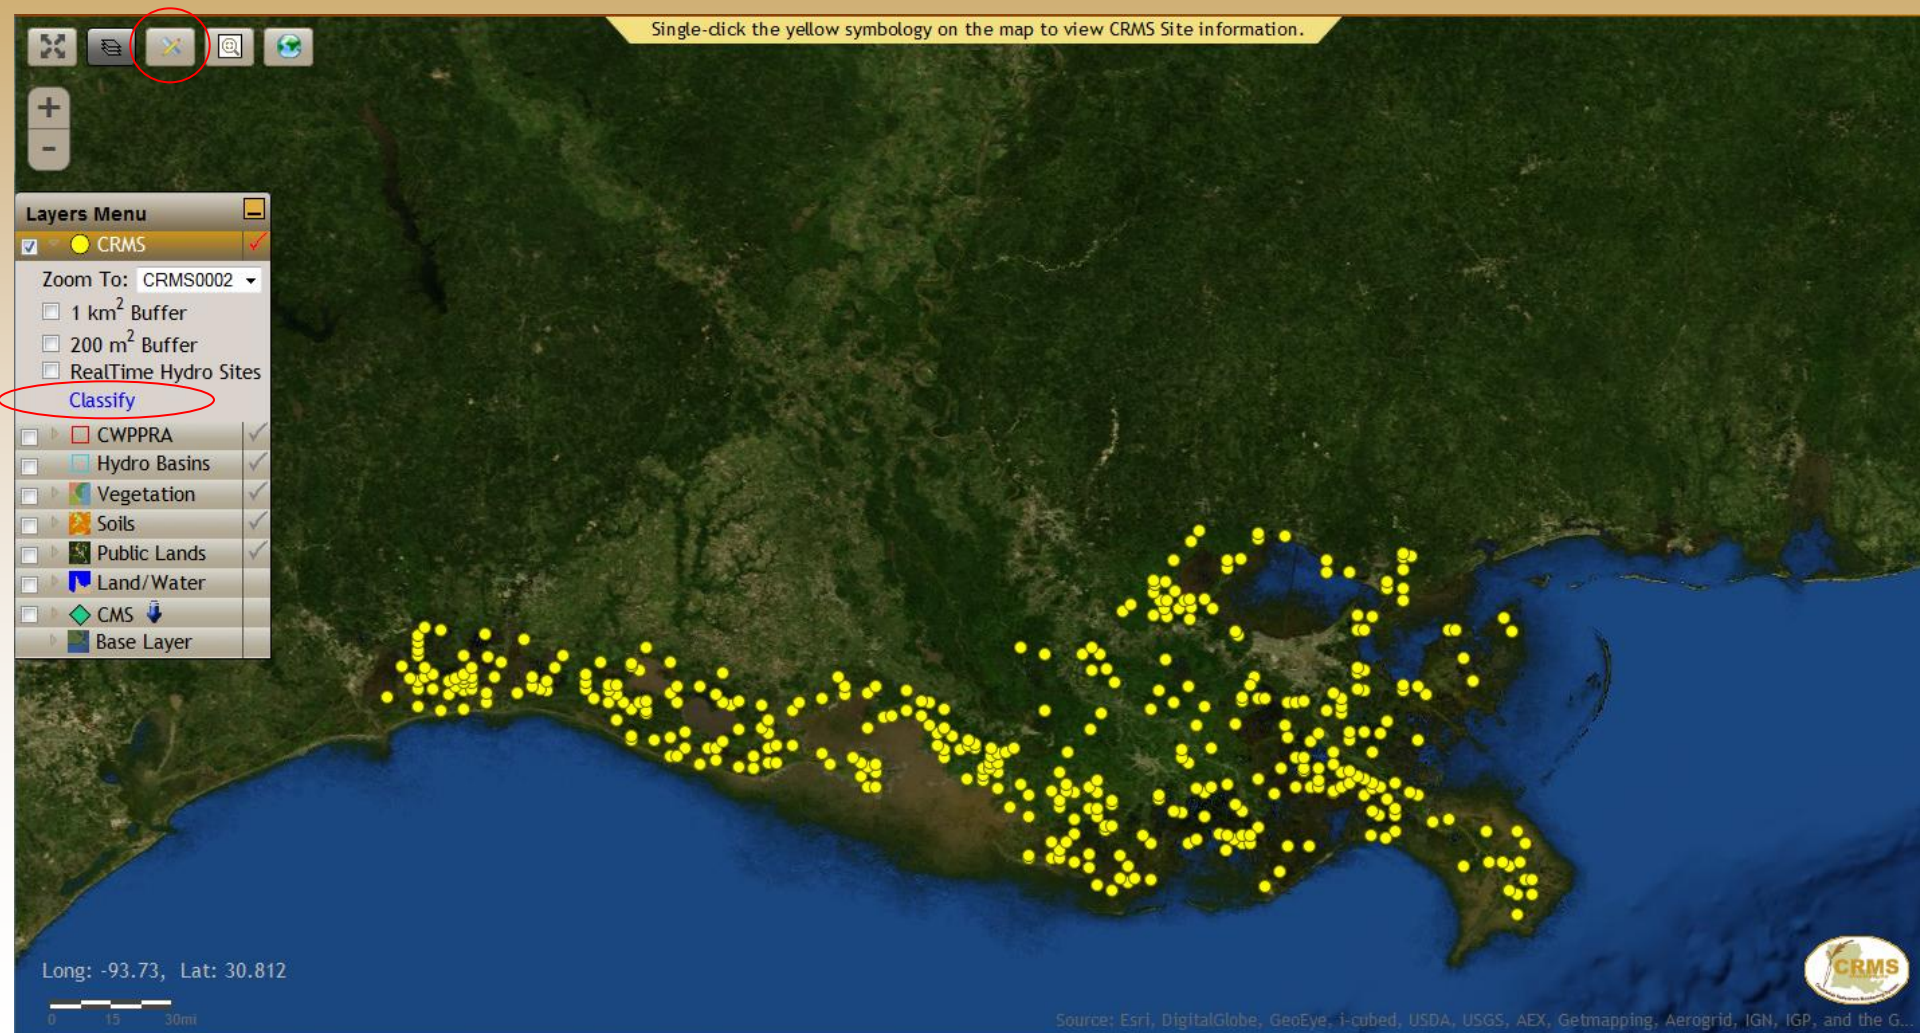 Single-click the yellow symbology on the map to view CRMS Site information.
+
-
Layers Menu
CRMS
Zoom To: CRMS0002
1 km² Buffer
200 m² Buffer
RealTime Hydro Sites
Classify
CWPPRA
Hydro Basins
Vegetation
Soils
Public Lands
Land/Water
CMS
Base Layer
Long: -93.73, Lat: 30.812
0 15 30mi
CRMS
Source: Esri, DigitalGlobe, GeoEye, i-cubed, USDA, USGS, AEX, Getmapping, Aerogrid, IGN, IGP, and the G...